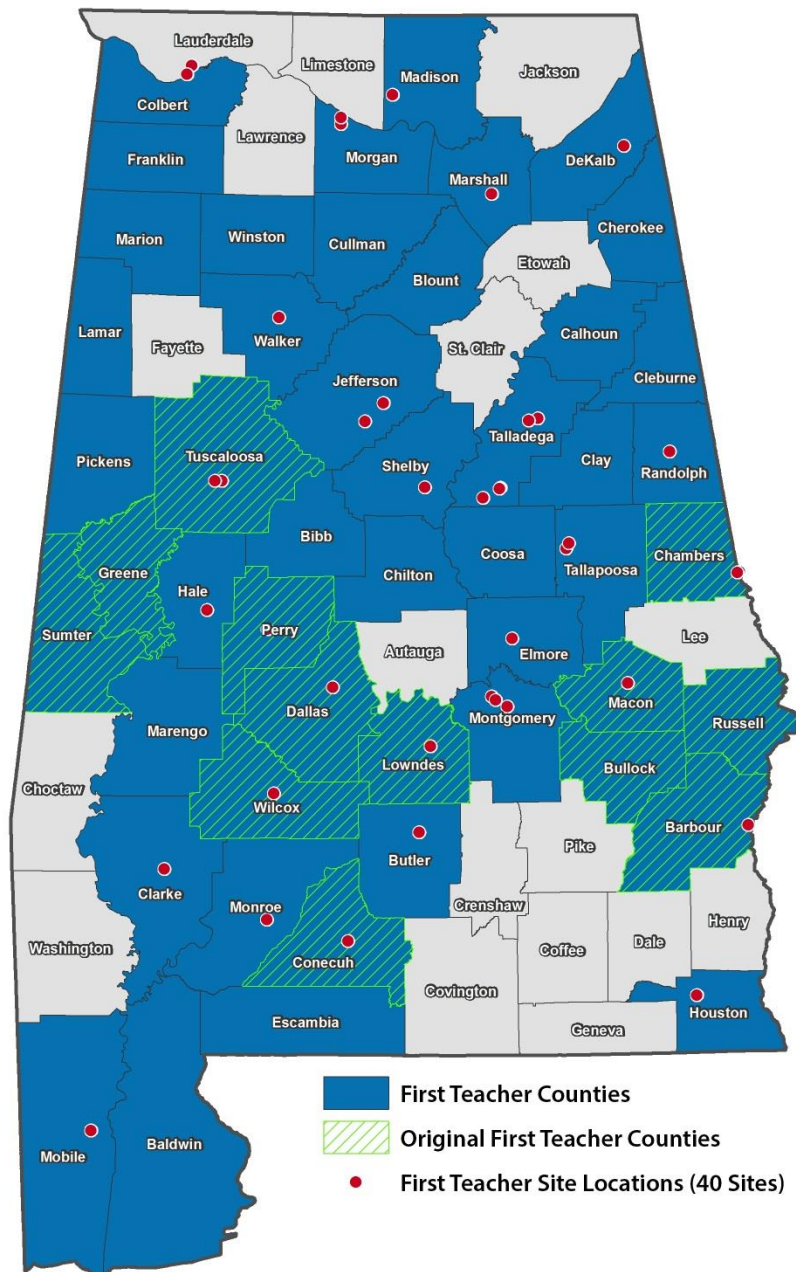 Lauderdale
Limestone
Madison
Jackson
Colbert
Lawrence
Franklin
Morgan
DeKalb
Marshall
Cherokee
Marion
Winston
Cullman
Etowah
Blount
Lamar
Fayette
Walker
St. Clair
Calhoun
Cleburne
Jefferson
Talladega
Tuscaloosa
Pickens
Shelby
Clay
Randolph
Bibb
Coosa
Chambers
Greene
Hale
Chilton
Tallapoosa
Sumter
Perry
Autauga
Elmore
Lee
Dallas
Macon
Marengo
Montgomery
Russell
Lowndes
Bullock
Choctaw
Wilcox
Barbour
Butler
Pike
Clarke
Monroe
Crenshaw
Henry
Washington
Conecuh
Coffee
Dale
Covington
Escambia
Houston
Geneva
First Teacher Counties
Original First Teacher Counties
Mobile
Baldwin
First Teacher Site Locations (40 Sites)